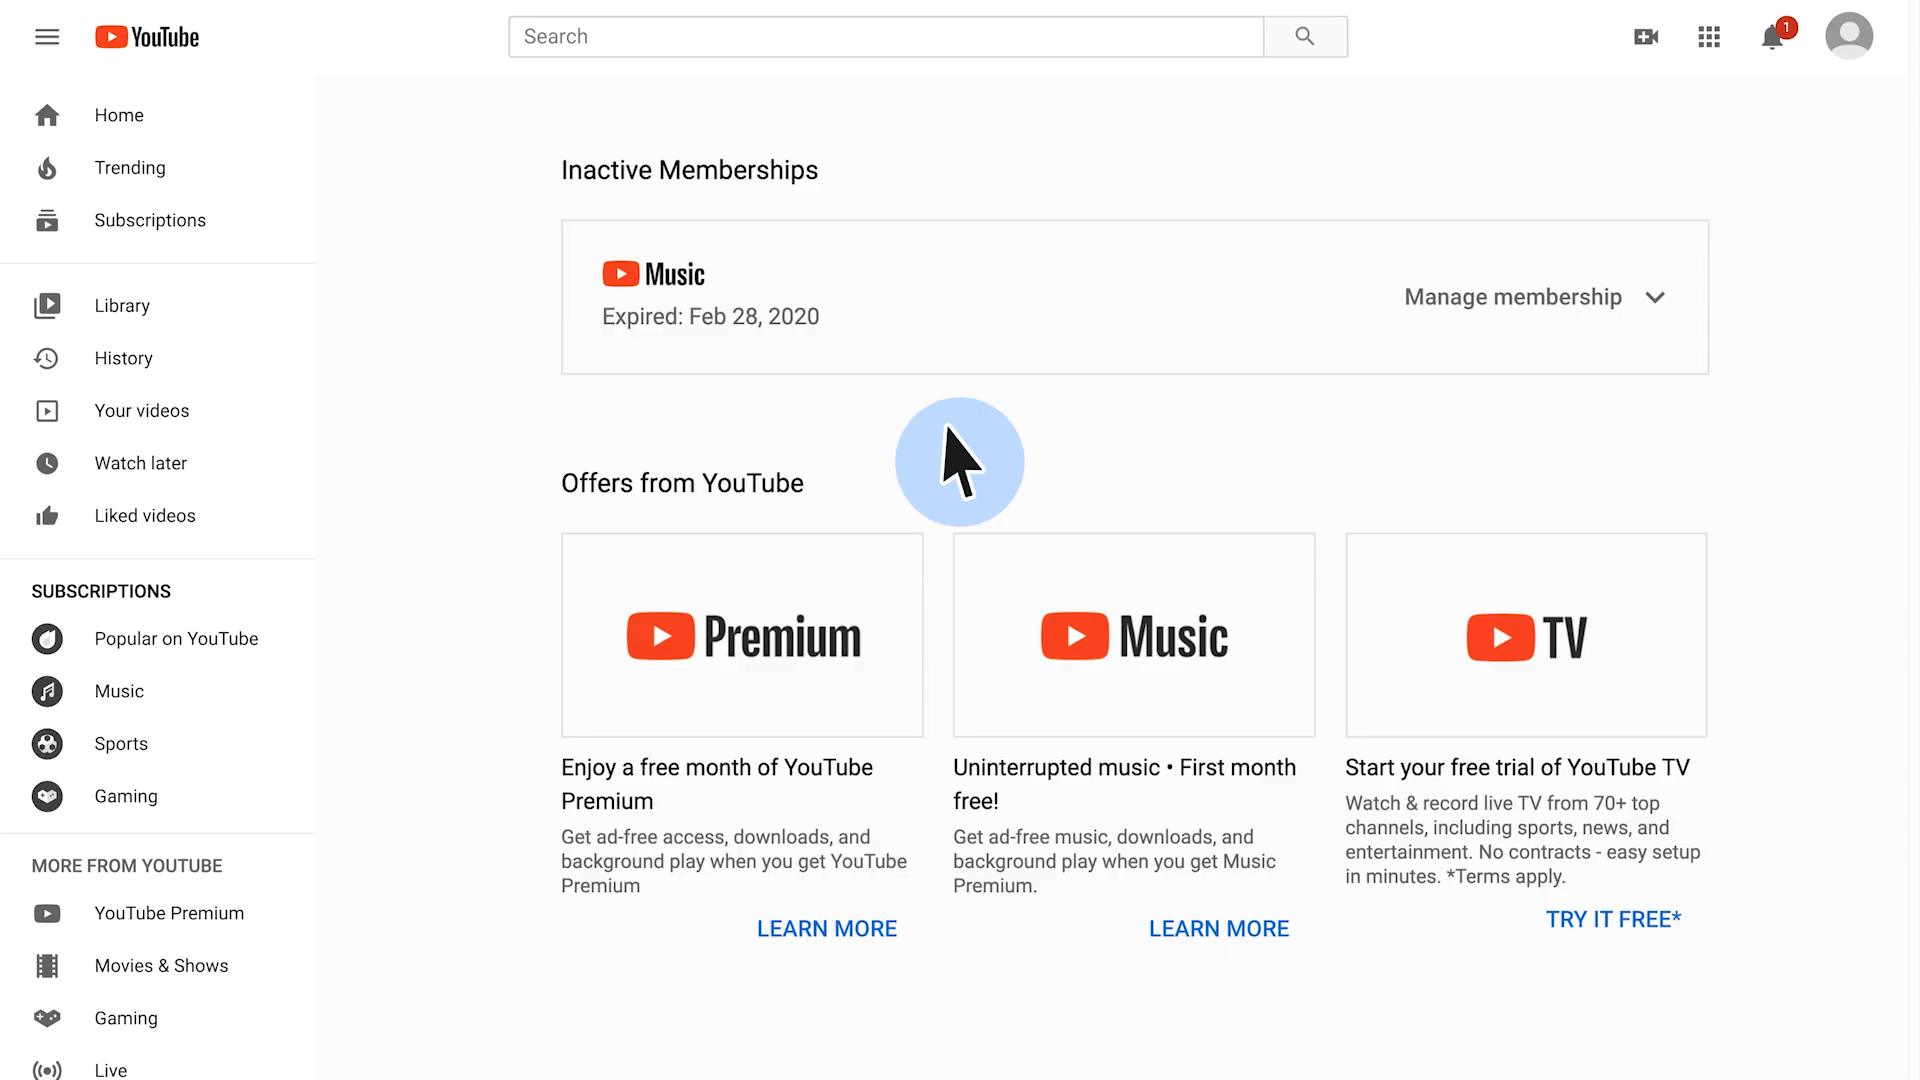 YouTube
Search
1
Home
Trending
Subscriptions
Library
History
Your videos
Watch later
Liked videos
SUBSCRIPTIONS
Popular on YouTube
Music
Sports
Gaming
MORE FROM YOUTUBE
YouTube Premium
Movies & Shows
Gaming
Live
Inactive Memberships
Music
Expired: Feb 28, 2020
Manage membership
Offers from YouTube
Premium
Enjoy a free month of YouTube
Premium
Get ad-free access, downloads, and
background play when you get YouTube
Premium
LEARN MORE
Music
Uninterrupted music • First month
free!
Get ad-free music, downloads, and
background play when you get Music
Premium.
LEARN MORE
TV
Start your free trial of YouTube TV
Watch & record live TV from 70+ top
channels, including sports, news, and
entertainment. No contracts - easy setup
in minutes. *Terms apply.
TRY IT FREE*